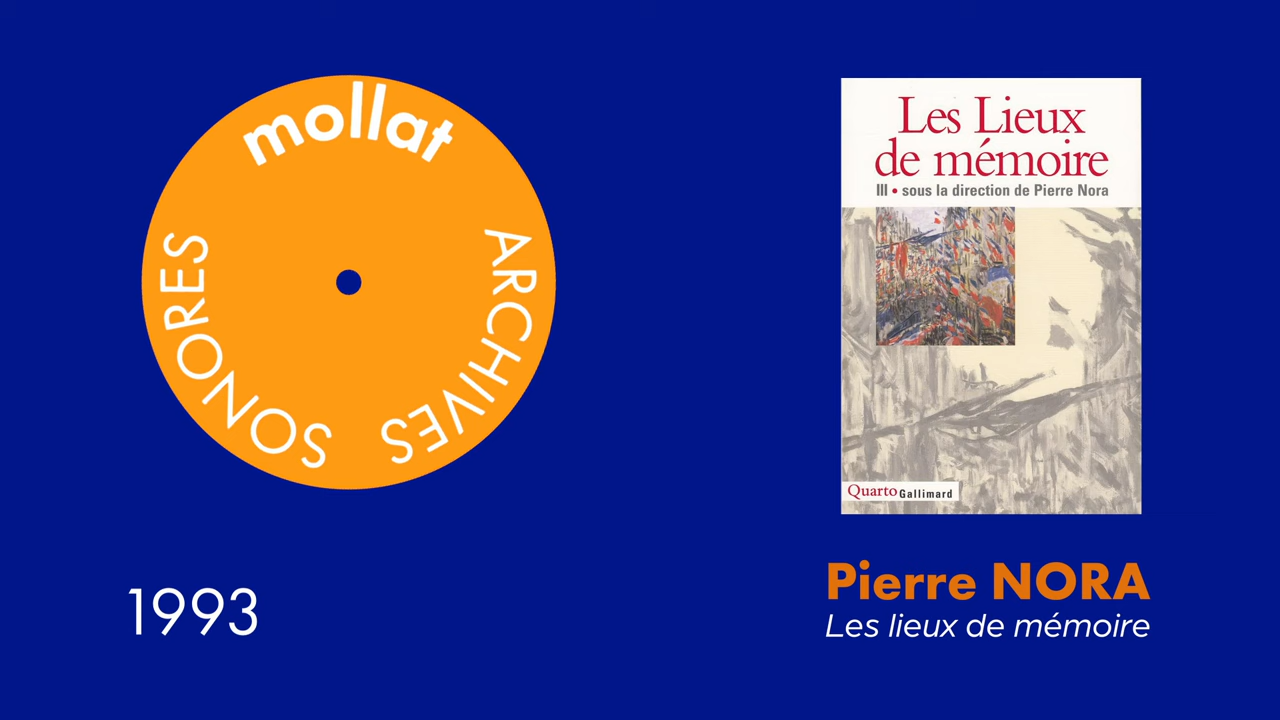 mollat
ARCHIVES
SONORES
1993
Les Lieux
de mémoire
III • sous la direction de Pierre Nora
Quarto Gallimard
Pierre NORA
Les lieux de mémoire